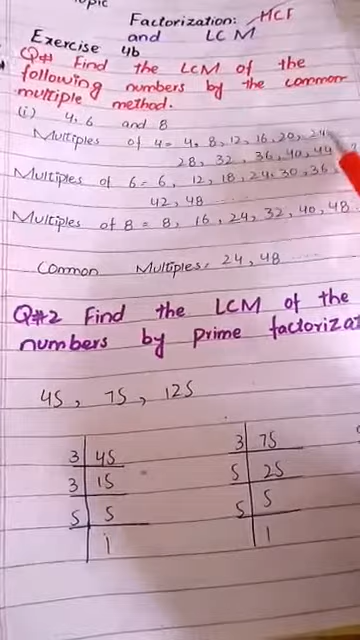 Topic
Factorization: HCF
and LCM
Exercise 4b
Q#1 Find the LCM of the
following numbers by the common
multiple method.
(i) 4, 6 and 8
Multiples of 4 = 4, 8, 12, 16, 20, 24
28, 32, 36, 40, 44
Multiples of 6 = 6, 12, 18, 24, 30, 36
42, 48 .....
Multiples of 8 = 8, 16, 24, 32, 40, 48
Common Multiples, 24, 48 .....
Q#2 Find the LCM of the
numbers by prime
45, 75, 125
3 | 45
3 | 15
5 | 5
1
3 | 75
5 | 25
5 | 5
1